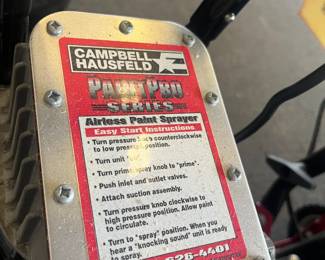 CAMPBELL
HAUSFELD
PAINTPRO
SERIES
Airless Paint Sprayer
Easy Start Instructions
• Turn pressure knob counterclockwise
to low pressure position.
• Turn unit
• Turn prime/spray knob to "prime".
• Push inlet and outlet valves.
• Attach suction assembly.
• Turn pressure knob clockwise to
high pressure position. Allow paint
to circulate.
• Turn to "spray" position. When you
hear a "knocking sound" unit is ready
to spray.
626-4401